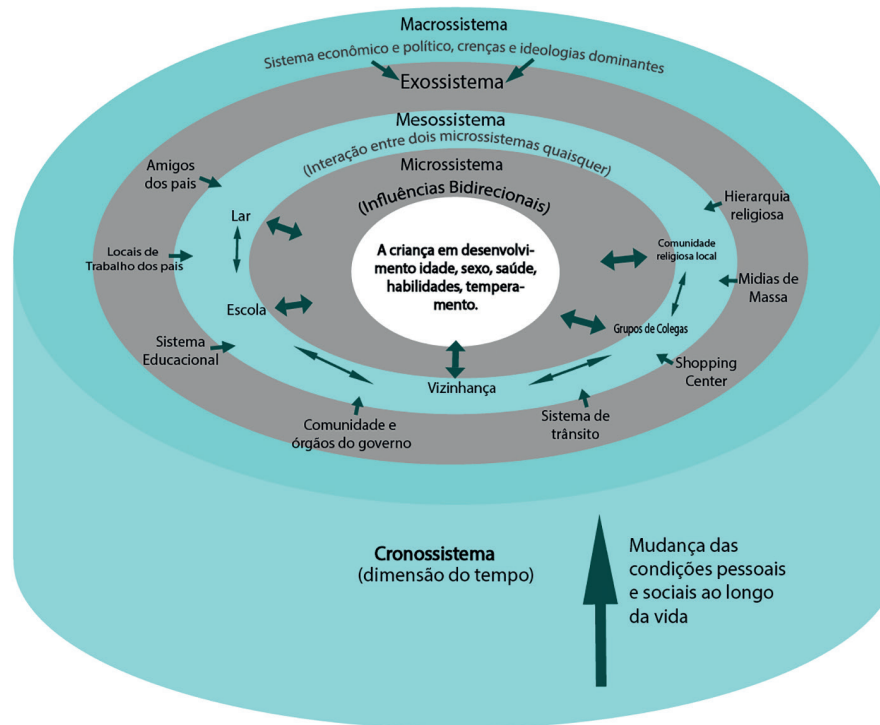 Macrossistema
Sistema econômico e político, crenças e ideologias dominantes
Exossistema
Mesossistema
(Interação entre dois microssistemas quaisquer)
Microssistema
(Influências Bidirecionais)
A criança em desenvolvi-
mento idade, sexo, saúde,
habilidades, tempera-
mento.
Amigos
dos pais
Lar
Locais de
Trabalho dos pais
Escola
Sistema
Educacional
Comunidade e
órgãos do governo
Vizinhança
Sistema de
trânsito
Shopping
Center
Grupos de Colegas
Midias de
Massa
Comunidade
religiosa local
Hierarquia
religiosa
Cronossistema
(dimensão do tempo)
Mudança das
condições pessoais
e sociais ao longo
da vida